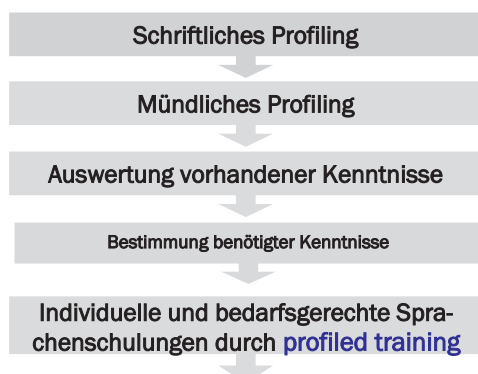 Schriftliches Profiling
Mündliches Profiling
Auswertung vorhandener Kenntnisse
Bestimmung benötigter Kenntnisse
Individuelle und bedarfsgerechte Spra-
chenschulungen durch profiled training